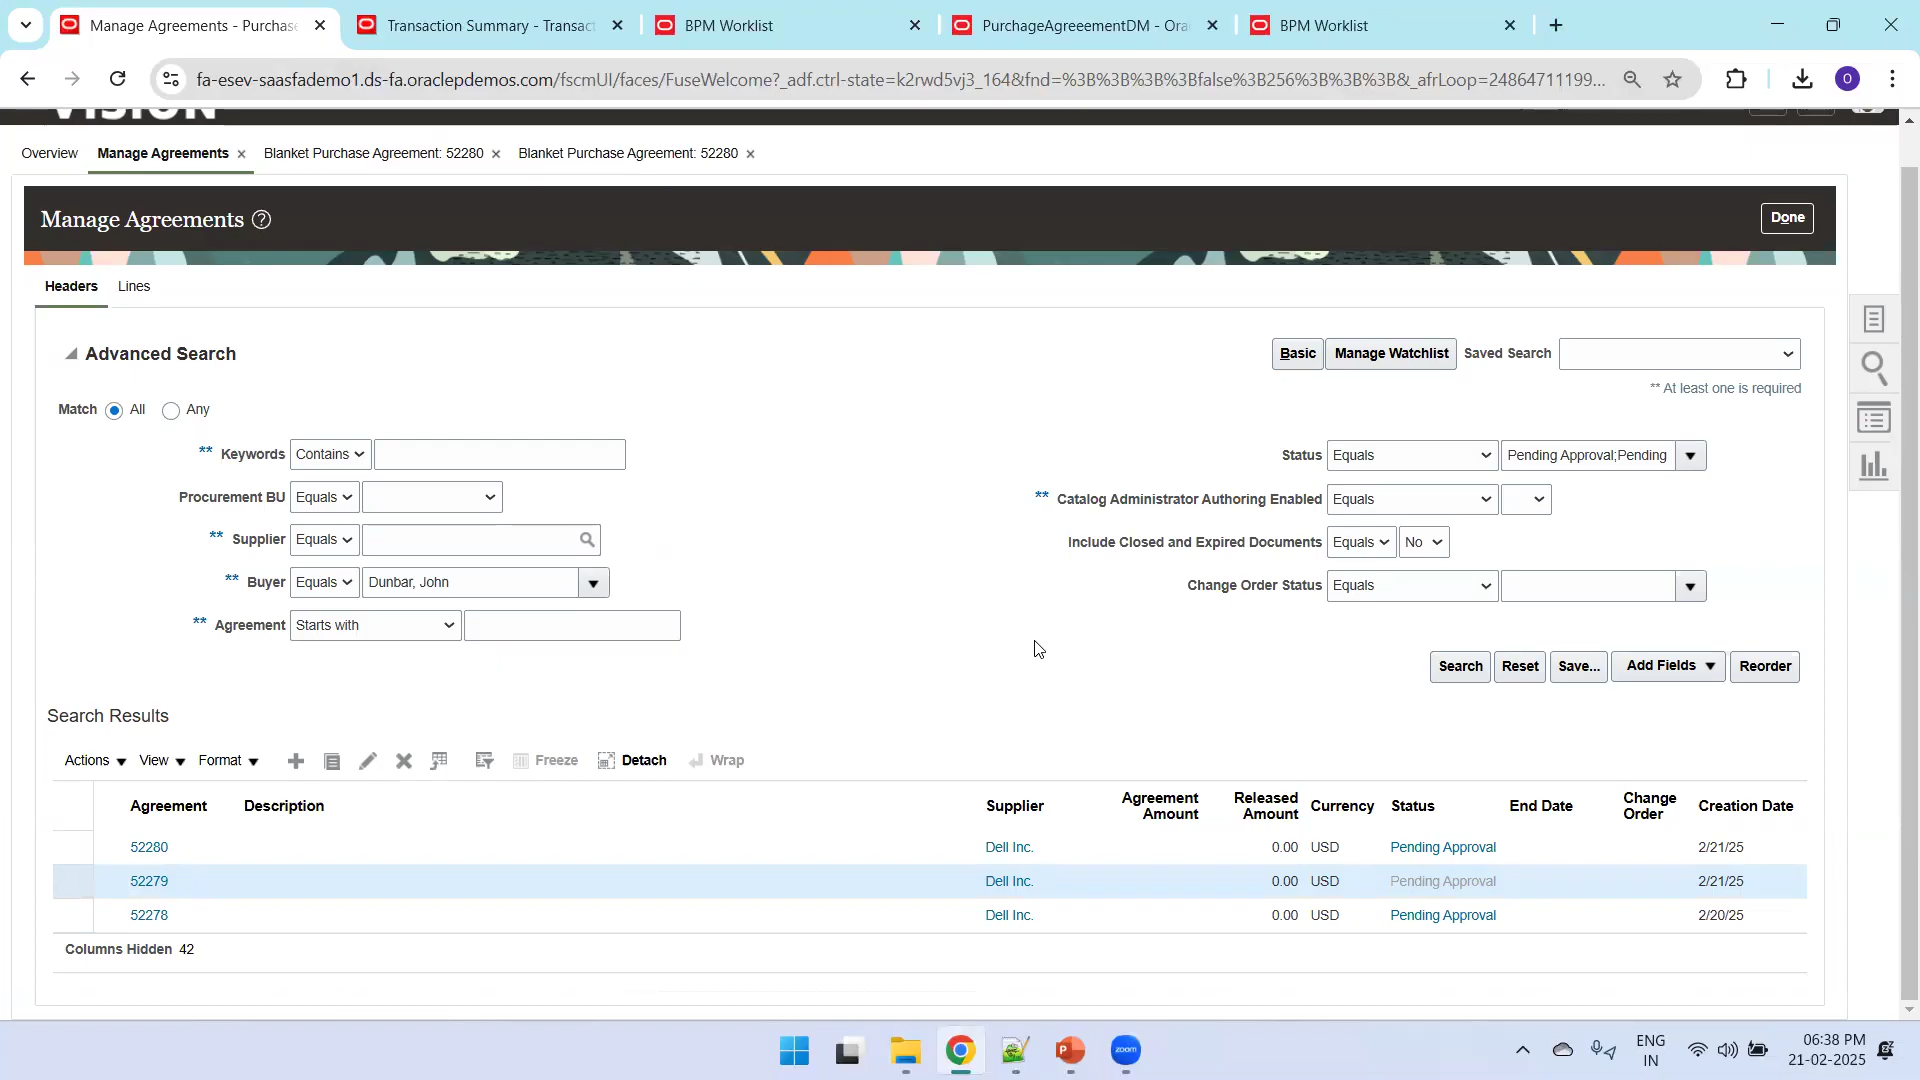 Manage Agreements - Purchas
Transaction Summary - Transact
BPM Worklist
PurchageAgreeementDM - Ora
BPM Worklist
fa-esev-saasfademo1.ds-fa.oraclepdemos.com/fscmUI/faces/FuseWelcome?_adf.ctrl-state=k2rwd5vj3_164&fnd=%3B%3B%3B%3Bfalse%3B256%3B%3B%3B&_afrLoop=24864711199...
O
VISION
Overview Manage Agreements Blanket Purchase Agreement: 52280 Blanket Purchase Agreement: 52280
Manage Agreements
Done
Headers Lines
Advanced Search
Basic Manage Watchlist Saved Search
** At least one is required
Match All Any
** Keywords Contains
Status Equals Pending Approval;Pending
Procurement BU Equals
** Catalog Administrator Authoring Enabled Equals
** Supplier Equals
Include Closed and Expired Documents Equals No
** Buyer Equals Dunbar, John
Change Order Status Equals
** Agreement Starts with
Search Reset Save... Add Fields Reorder
Search Results
Actions View Format Freeze Detach Wrap
Agreement Description Supplier Agreement Amount Released Amount Currency Status End Date Change Order Creation Date
52280 Dell Inc. 0.00 USD Pending Approval 2/21/25
52279 Dell Inc. 0.00 USD Pending Approval 2/21/25
52278 Dell Inc. 0.00 USD Pending Approval 2/20/25
Columns Hidden 42
zoom
ENG
IN
06:38 PM
21-02-2025